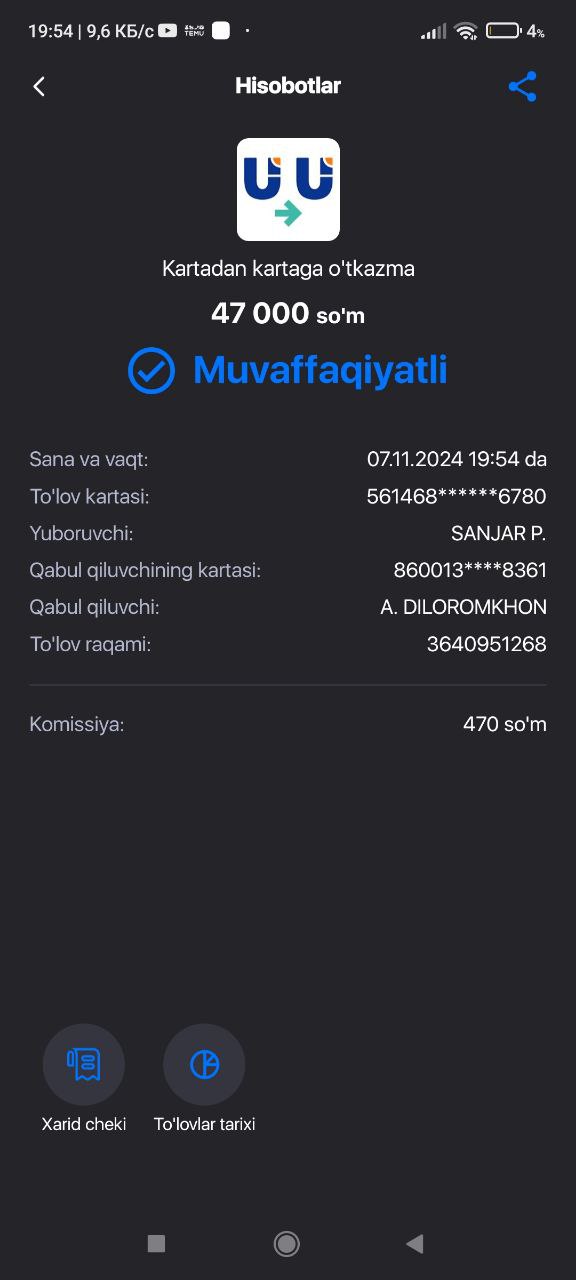 19:54 | 9,6 КБ/с TEMU 4%
Hisobotlar
Kartadan kartaga o'tkazma
47 000 so'm
Muvaffaqiyatli
Sana va vaqt: 07.11.2024 19:54 da
To'lov kartasi: 561468******6780
Yuboruvchi: SANJAR P.
Qabul qiluvchining kartasi: 860013****8361
Qabul qiluvchi: A. DILOROMKHON
To'lov raqami: 3640951268
Komissiya: 470 so'm
Xarid cheki To'lovlar tarixi